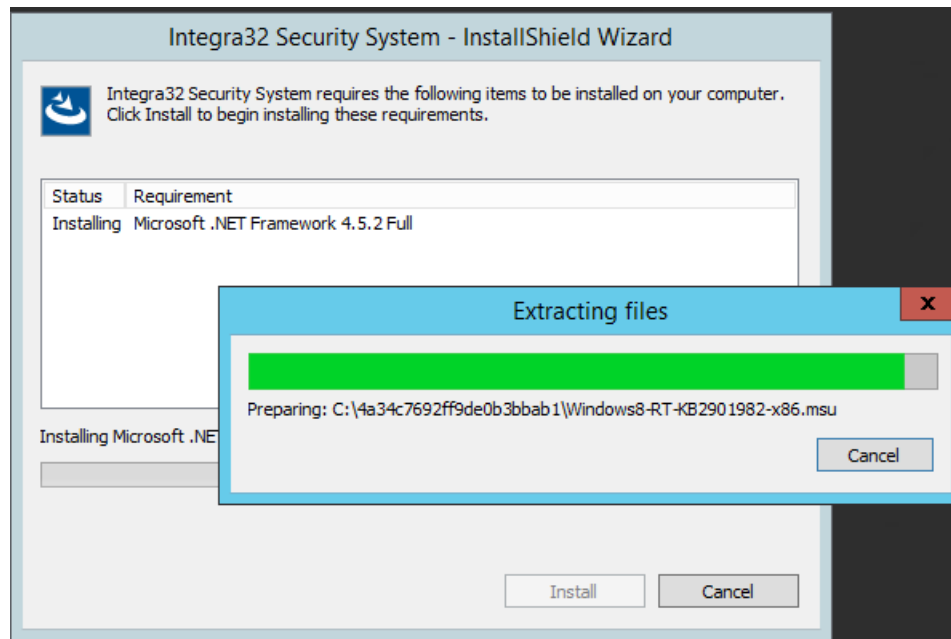 Integra32 Security System - InstallShield Wizard
Integra32 Security System requires the following items to be installed on your computer.
Click Install to begin installing these requirements.
Status Requirement
Installing Microsoft .NET Framework 4.5.2 Full
Extracting files
X
Preparing: C:\4a34c7692ff9de0b3bbab1\Windows8-RT-KB2901982-x86.msu
Cancel
Installing Microsoft .NE
Install Cancel